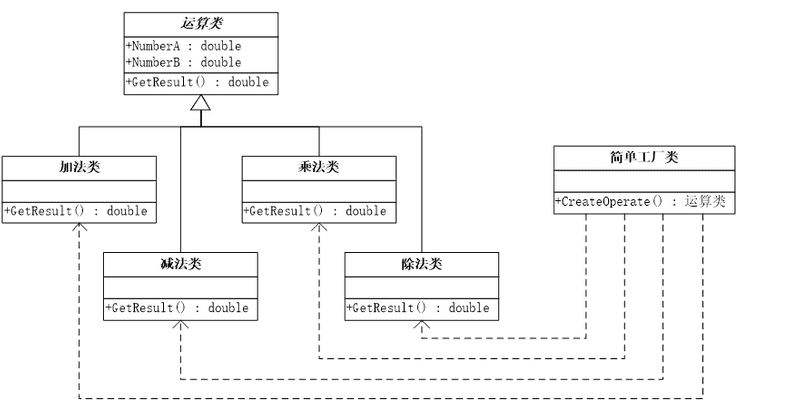 运算类
+NumberA : double
+NumberB : double
+GetResult() : double
加法类
+GetResult() : double
乘法类
+GetResult() : double
简单工厂类
+CreateOperate() : 运算类
减法类
+GetResult() : double
除法类
+GetResult() : double